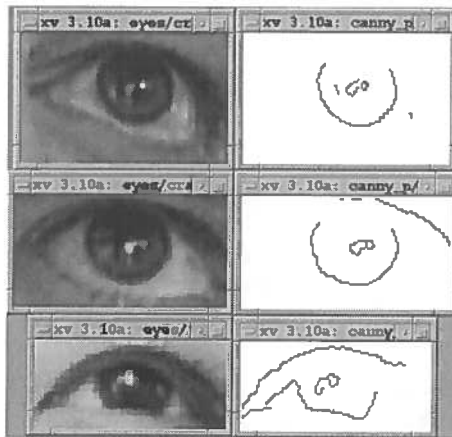 xv 3.10a: eyes/cr
xv 3.10a: canny_p
xv 3.10a: eyes/cra
xv 3.10a: canny_p/
xv 3.10a: eyes/
xv 3.10a: canny_